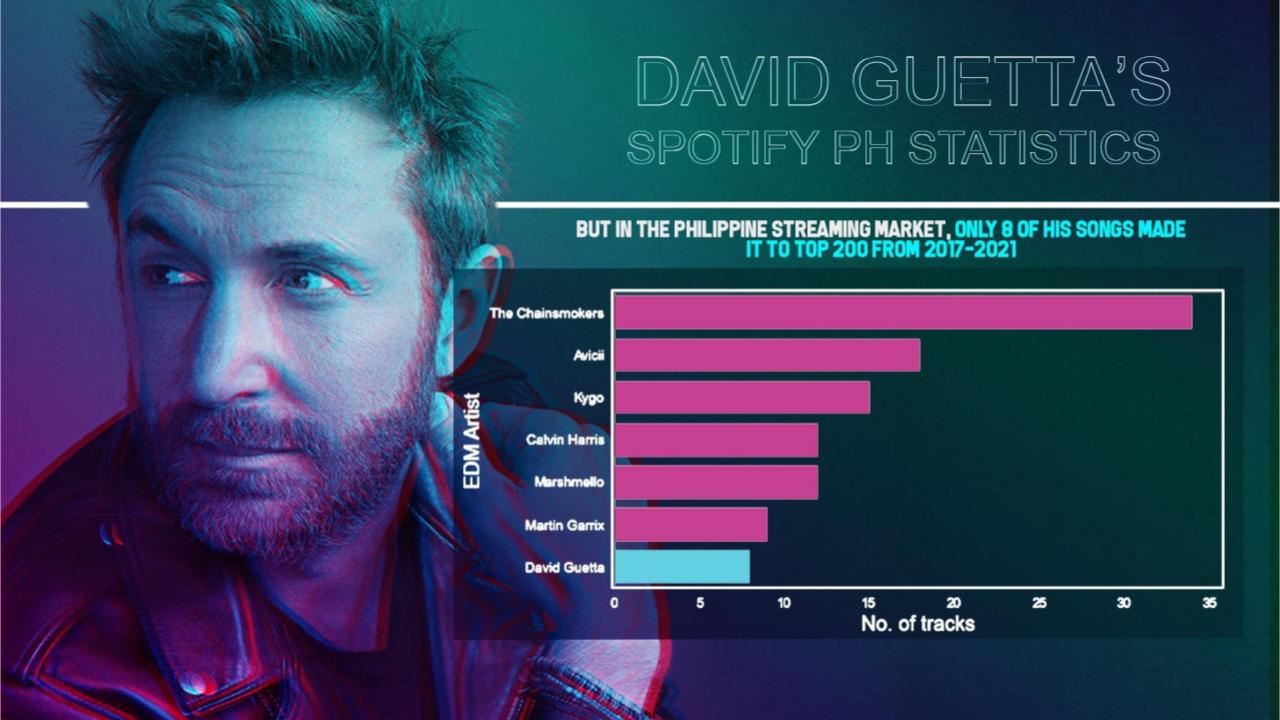 DAVID GUETTA'S
SPOTIFY PH STATISTICS
BUT IN THE PHILIPPINE STREAMING MARKET, ONLY 8 OF HIS SONGS MADE
IT TO TOP 200 FROM 2017-2021
The Chainsmokers
Avicii
Kygo
Calvin Harris
Marshmello
Martin Garrix
David Guetta
EDM Artist
0 5 10 15 20 25 30 35
No. of tracks